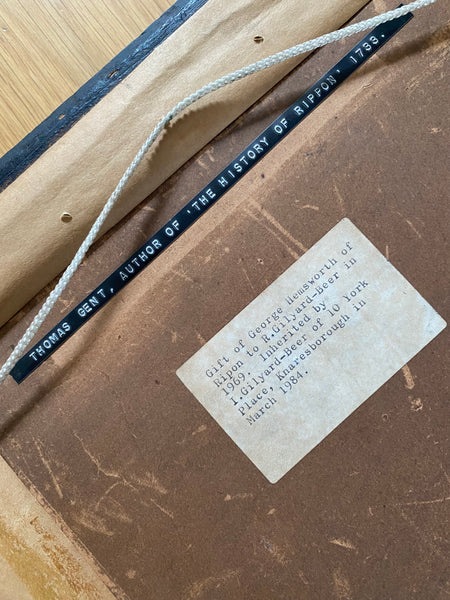 THOMAS GENT, AUTHOR OF 'THE HISTORY OF RIPPON' 1733.
Gift of George Hemsworth of
Ripon to R.Gilyard-Beer in
1969. Inherited by
I.Gilyard-Beer of 10 York
Place, Knaresborough in
March 1984.